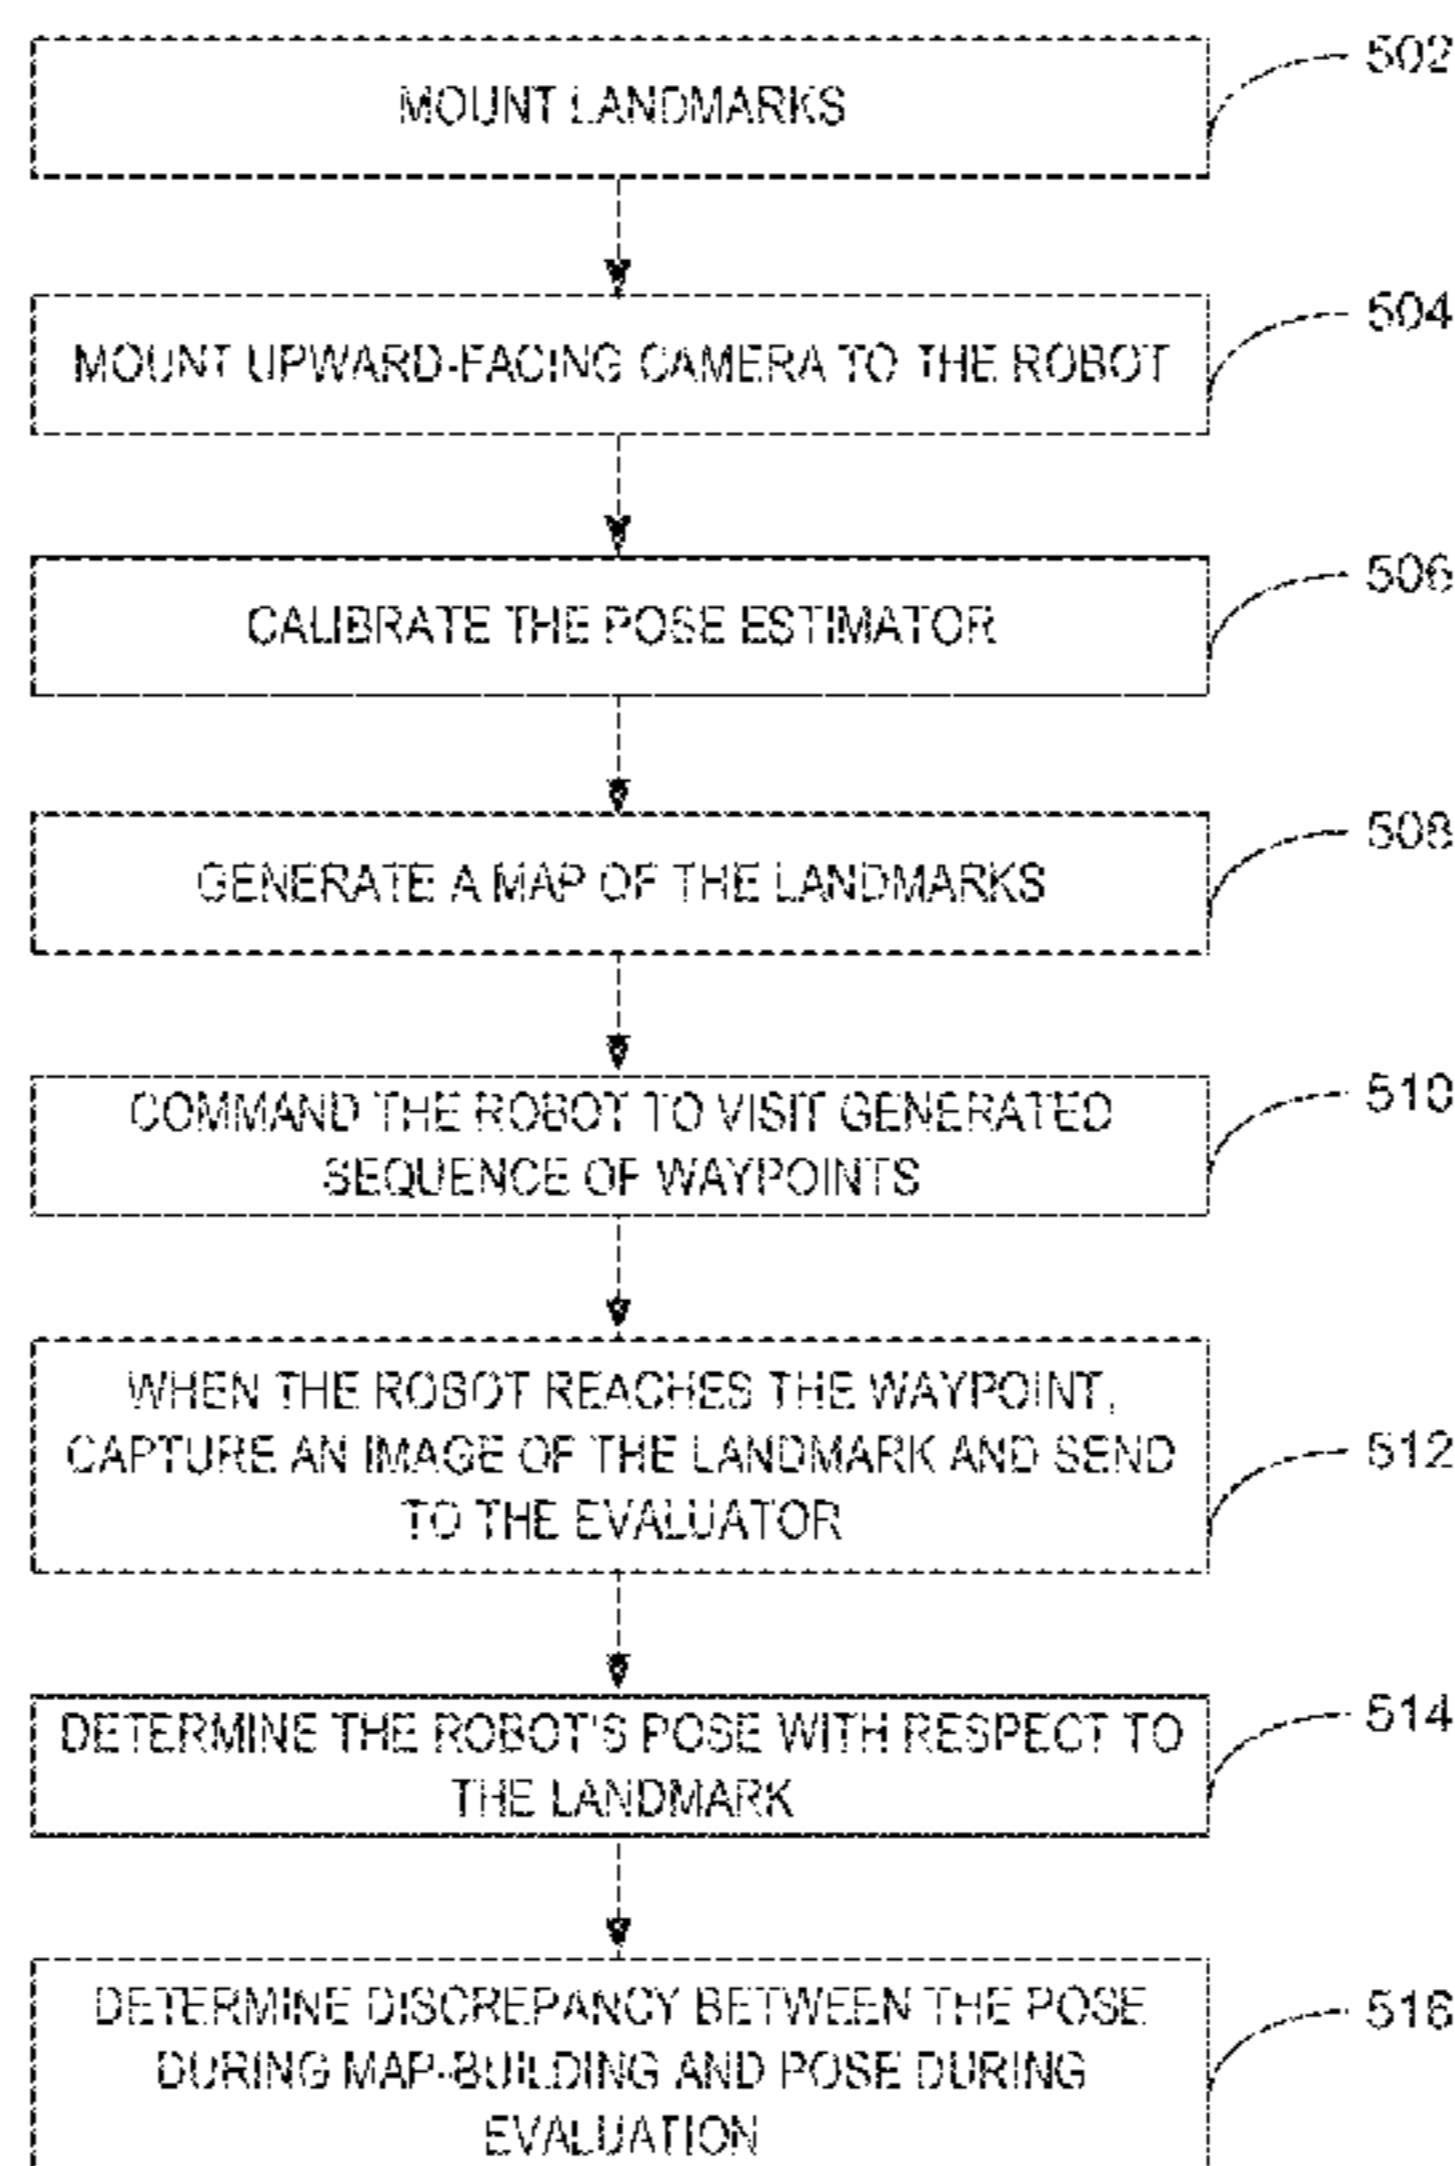 MOUNT LANDMARKS
502
MOUNT UPWARD-FACING CAMERA TO THE ROBOT
504
CALIBRATE THE POSE ESTIMATOR
506
GENERATE A MAP OF THE LANDMARKS
508
COMMAND THE ROBOT TO VISIT GENERATED
SEQUENCE OF WAYPOINTS
510
WHEN THE ROBOT REACHES THE WAYPOINT,
CAPTURE AN IMAGE OF THE LANDMARK AND SEND
TO THE EVALUATOR
512
DETERMINE THE ROBOT'S POSE WITH RESPECT TO
THE LANDMARK
514
DETERMINE DISCREPANCY BETWEEN THE POSE
DURING MAP-BUILDING AND POSE DURING
EVALUATION
516